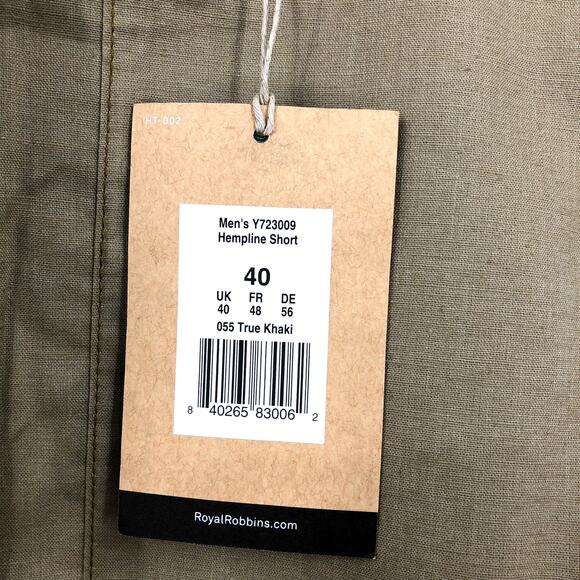 HT-002
Men's Y723009
Hempline Short
40
UK FR DE
40 48 56
055 True Khaki
8 40265 83006 2
RoyalRobbins.com